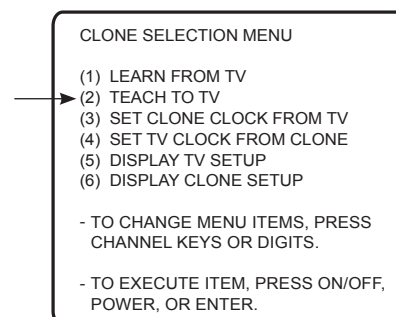 CLONE SELECTION MENU
(1) LEARN FROM TV
(2) TEACH TO TV
(3) SET CLONE CLOCK FROM TV
(4) SET TV CLOCK FROM CLONE
(5) DISPLAY TV SETUP
(6) DISPLAY CLONE SETUP
- TO CHANGE MENU ITEMS, PRESS
CHANNEL KEYS OR DIGITS.
- TO EXECUTE ITEM, PRESS ON/OFF,
POWER, OR ENTER.